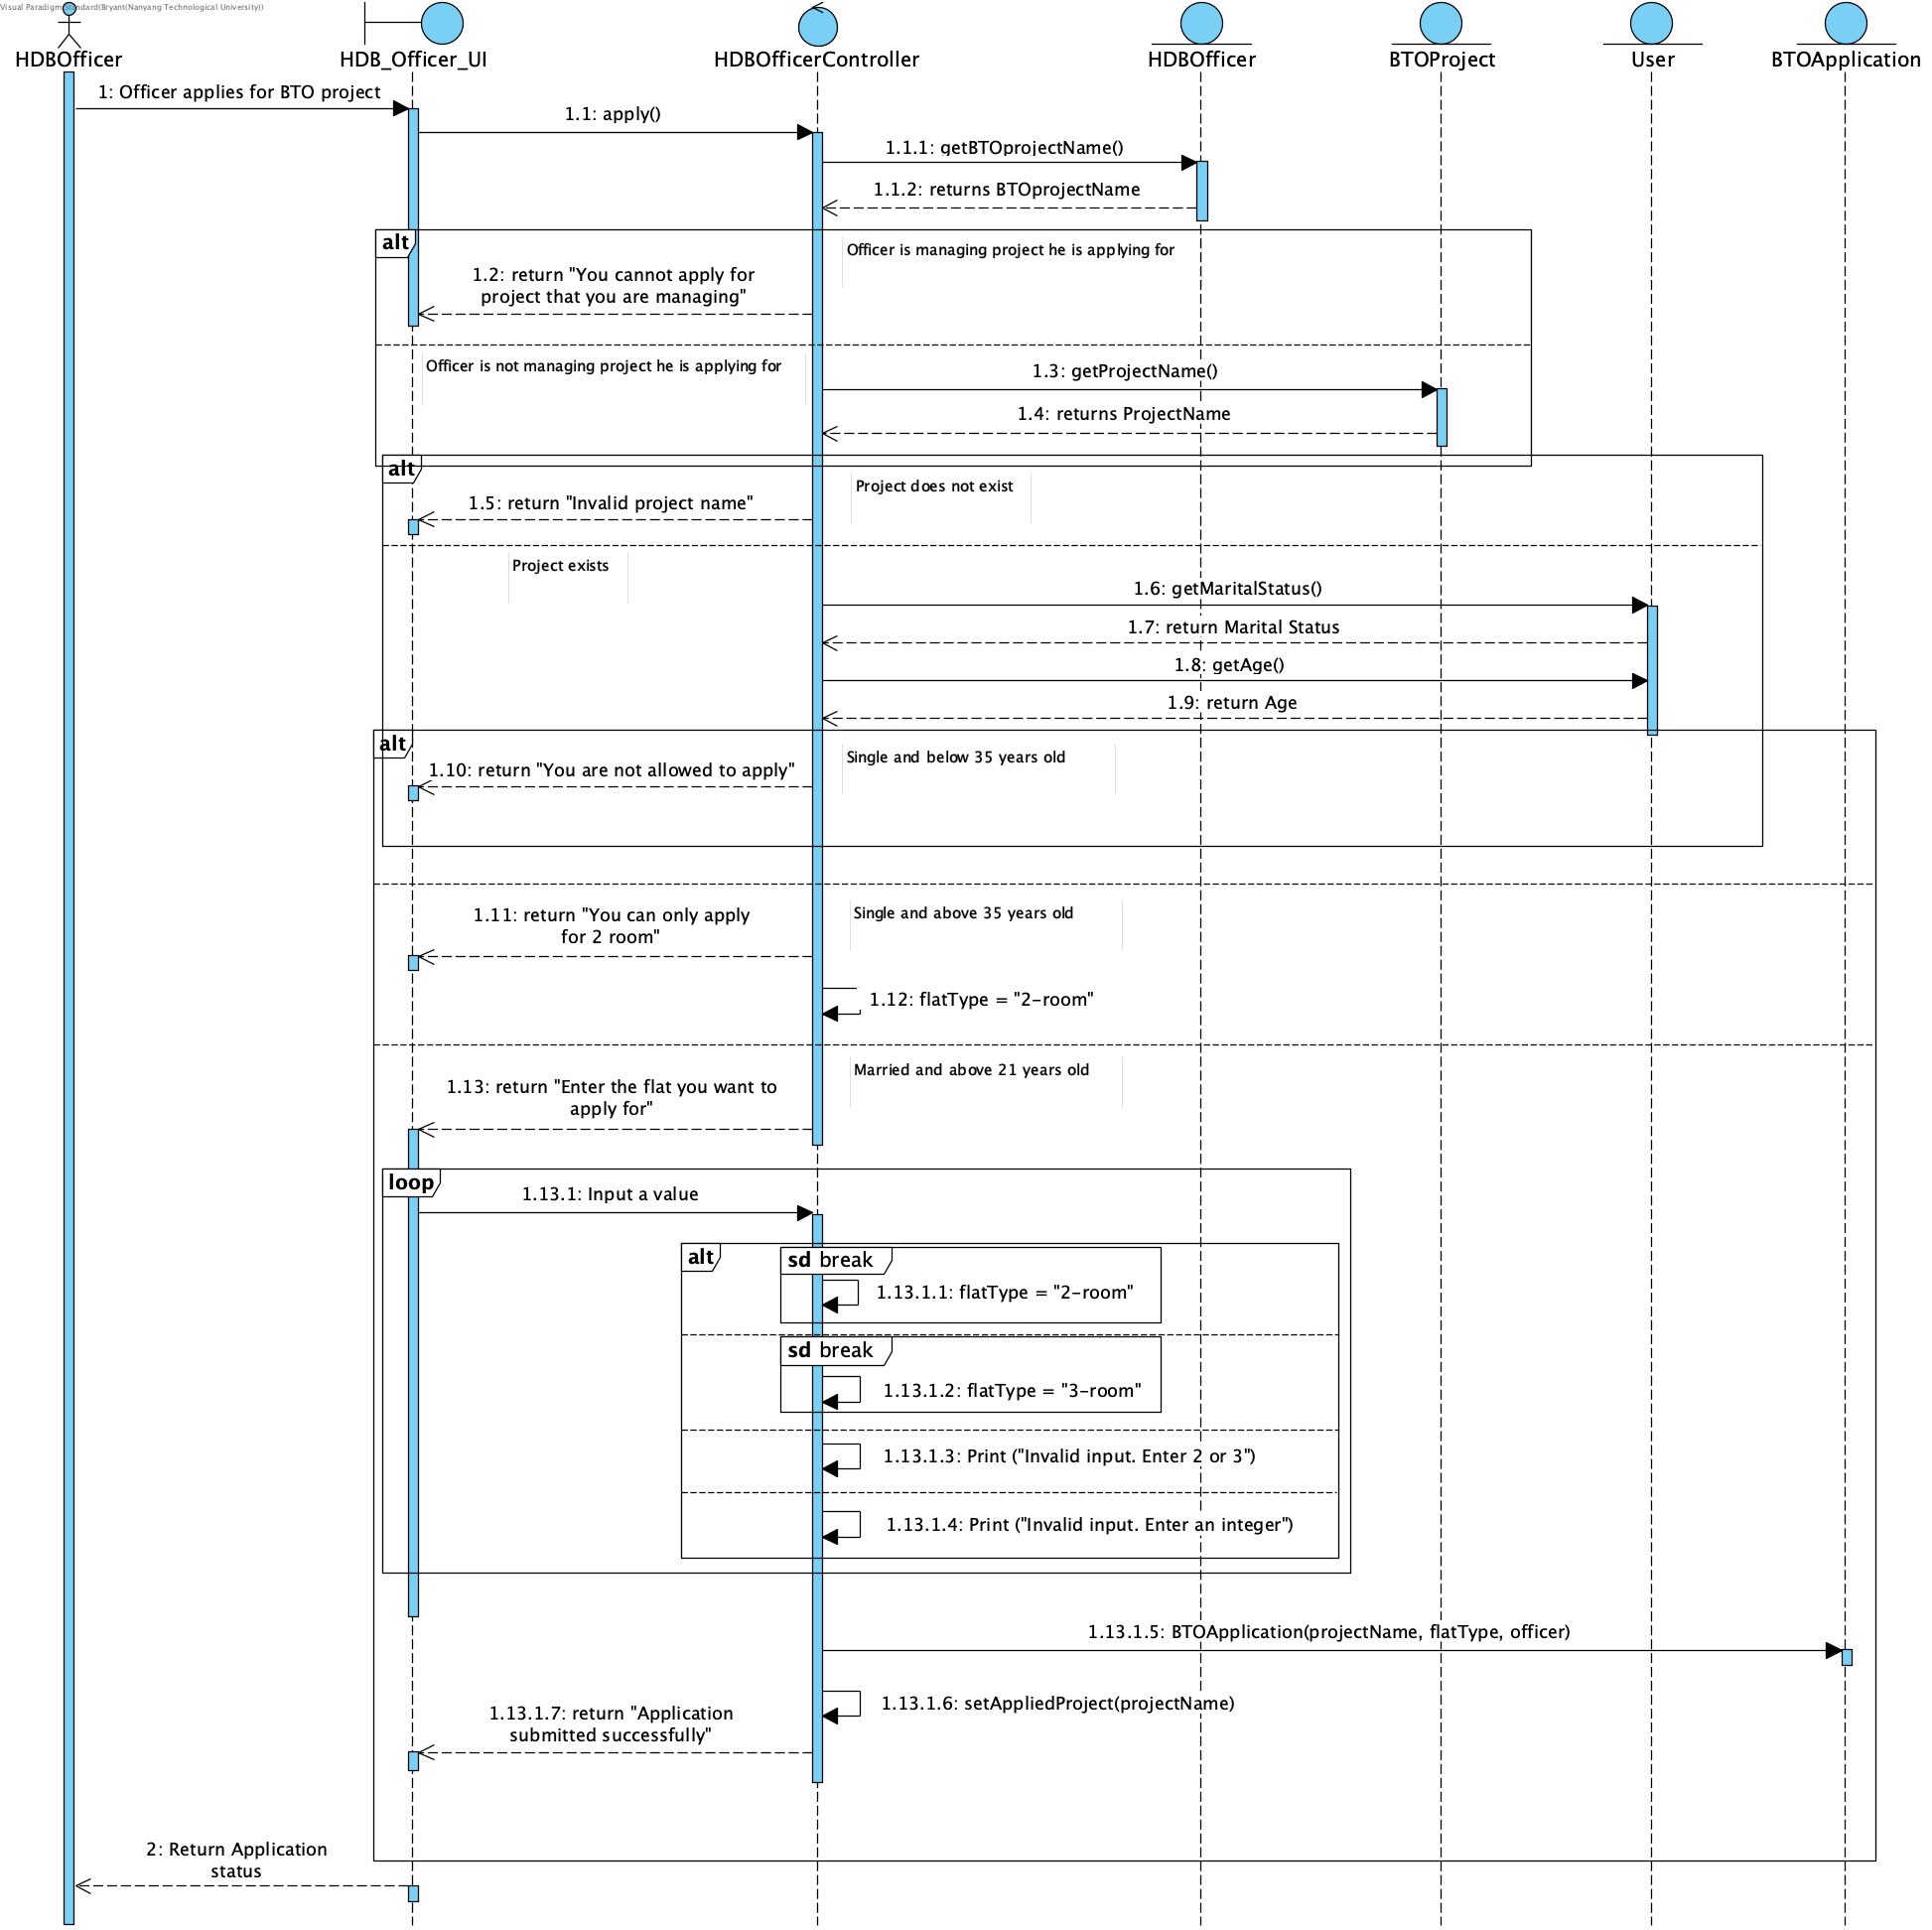 Visual Paradigm Standard(Bryant(Nanyang Technological University))
HDBOfficer
HDB_Officer_UI
HDBOfficerController
HDBOfficer
BTOProject
User
BTOApplication
1: Officer applies for BTO project
1.1: apply()
1.1.1: getBTOprojectName()
1.1.2: returns BTOprojectName
alt
Officer is managing project he is applying for
1.2: return "You cannot apply for
project that you are managing"
Officer is not managing project he is applying for
1.3: getProjectName()
1.4: returns ProjectName
alt
Project does not exist
1.5: return "Invalid project name"
Project exists
1.6: getMaritalStatus()
1.7: return Marital Status
1.8: getAge()
1.9: return Age
alt
Single and below 35 years old
1.10: return "You are not allowed to apply"
Single and above 35 years old
1.11: return "You can only apply
for 2 room"
1.12: flatType = "2-room"
Married and above 21 years old
1.13: return "Enter the flat you want to
apply for"
loop
1.13.1: Input a value
alt
sd break
1.13.1.1: flatType = "2-room"
sd break
1.13.1.2: flatType = "3-room"
1.13.1.3: Print ("Invalid input. Enter 2 or 3")
1.13.1.4: Print ("Invalid input. Enter an integer")
1.13.1.5: BTOApplication(projectName, flatType, officer)
1.13.1.6: setAppliedProject(projectName)
1.13.1.7: return "Application
submitted successfully"
2: Return Application
status